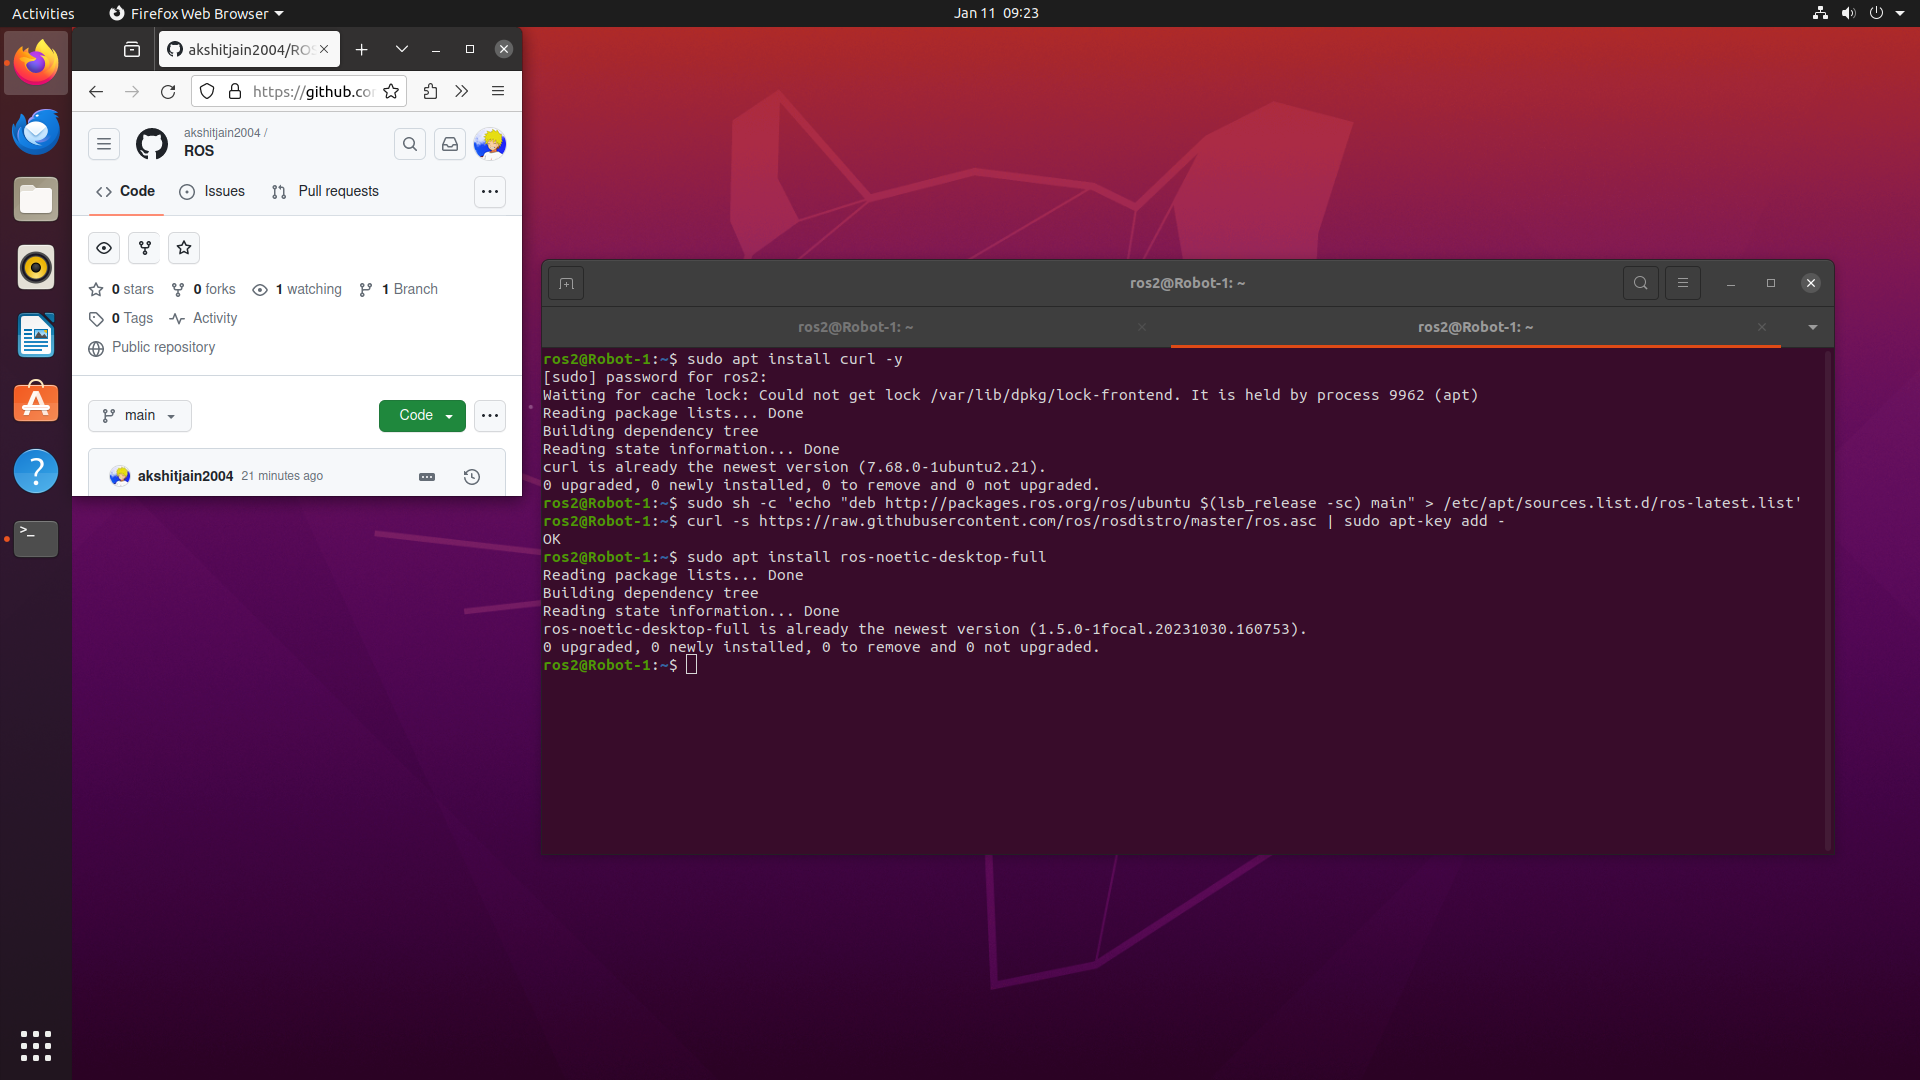 Activities
Firefox Web Browser
Jan 11 09:23
akshitjain2004/ROS
https://github.co
akshitjain2004 /
ROS
Code
Issues
Pull requests
0 stars
0 forks
1 watching
1 Branch
0 Tags
Activity
Public repository
main
Code
akshitjain2004 21 minutes ago
ros2@Robot-1: ~
ros2@Robot-1: ~
ros2@Robot-1: ~
ros2@Robot-1:~$ sudo apt install curl -y
[sudo] password for ros2:
Waiting for cache lock: Could not get lock /var/lib/dpkg/lock-frontend. It is held by process 9962 (apt)
Reading package lists... Done
Building dependency tree
Reading state information... Done
curl is already the newest version (7.68.0-1ubuntu2.21).
0 upgraded, 0 newly installed, 0 to remove and 0 not upgraded.
ros2@Robot-1:~$ sudo sh -c 'echo "deb http://packages.ros.org/ros/ubuntu $(lsb_release -sc) main" > /etc/apt/sources.list.d/ros-latest.list'
ros2@Robot-1:~$ curl -s https://raw.githubusercontent.com/ros/rosdistro/master/ros.asc | sudo apt-key add -
OK
ros2@Robot-1:~$ sudo apt install ros-noetic-desktop-full
Reading package lists... Done
Building dependency tree
Reading state information... Done
ros-noetic-desktop-full is already the newest version (1.5.0-1focal.20231030.160753).
0 upgraded, 0 newly installed, 0 to remove and 0 not upgraded.
ros2@Robot-1:~$